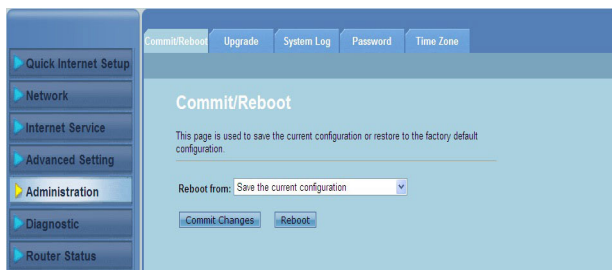 Commit/Reboot
Upgrade
System Log
Password
Time Zone
Quick Internet Setup
Network
Internet Service
Advanced Setting
Administration
Diagnostic
Router Status
Commit/Reboot
This page is used to save the current configuration or restore to the factory default
configuration.
Reboot from: Save the current configuration
Commit Changes
Reboot